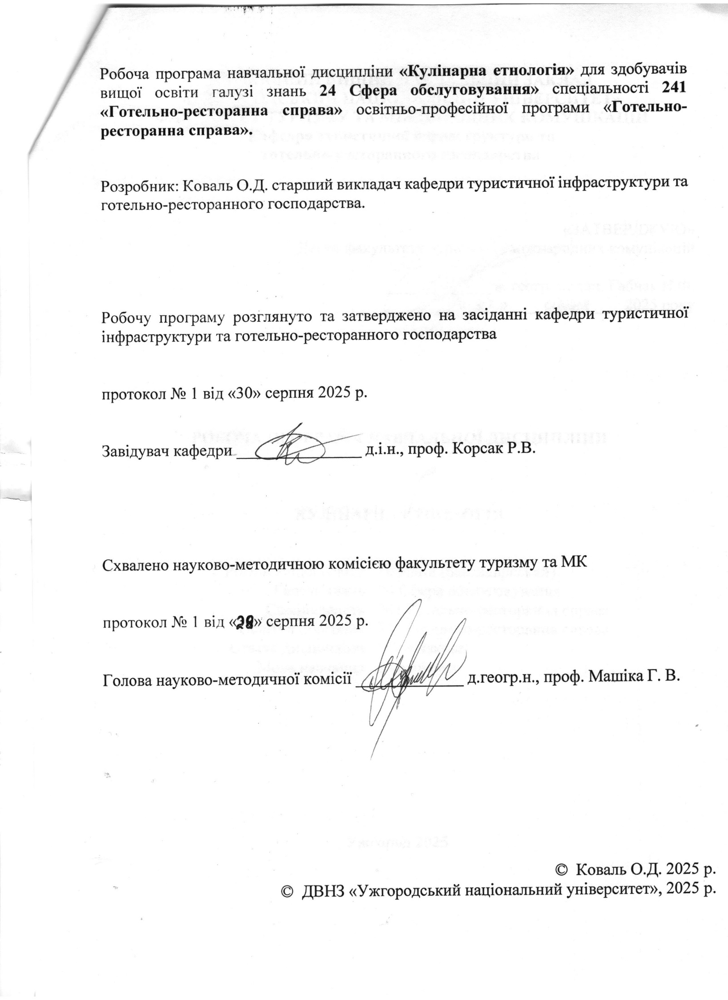 Робоча програма навчальної дисципліни «Кулінарна етнологія» для здобувачів
вищої освіти галузі знань 24 Сфера обслуговування» спеціальності 241
«Готельно-ресторанна справа» освітньо-професійної програми «Готельно-
ресторанна справа».
Розробник: Коваль О.Д. старший викладач кафедри туристичної інфраструктури та
готельно-ресторанного господарства.
Робочу програму розглянуто та затверджено на засіданні кафедри туристичної
інфраструктури та готельно-ресторанного господарства
протокол № 1 від «30» серпня 2025 р.
Завідувач кафедри д.і.н., проф. Корсак Р.В.
Схвалено науково-методичною комісією факультету туризму та МК
протокол № 1 від « » серпня 2025 р.
Голова науково-методичної комісії д.геогр.н., проф. Машіка Г. В.
© Коваль О.Д. 2025 р.
© ДВНЗ «Ужгородський національний університет», 2025 р.